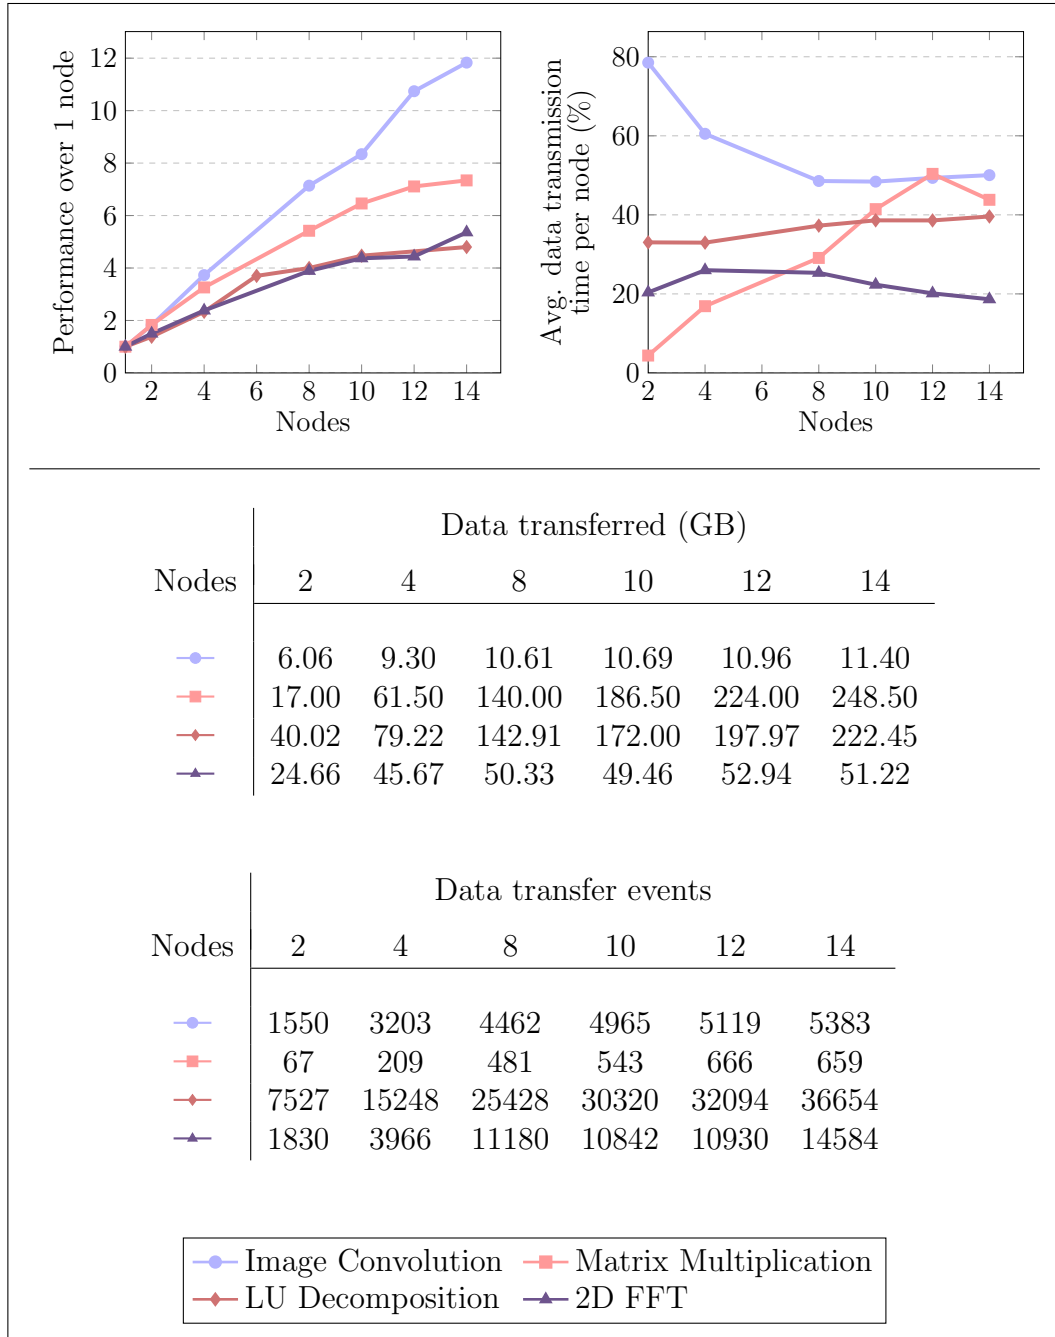 Performance over 1 node
0
2
4
6
8
10
12
2 4 6 8 10 12 14
Nodes
Avg. data transmission
time per node (%)
0
20
40
60
80
2 4 6 8 10 12 14
Nodes
Data transferred (GB)
Nodes 2 4 8 10 12 14
6.06 9.30 10.61 10.69 10.96 11.40
17.00 61.50 140.00 186.50 224.00 248.50
40.02 79.22 142.91 172.00 197.97 222.45
24.66 45.67 50.33 49.46 52.94 51.22
Data transfer events
Nodes 2 4 8 10 12 14
1550 3203 4462 4965 5119 5383
67 209 481 543 666 659
7527 15248 25428 30320 32094 36654
1830 3966 11180 10842 10930 14584
Image Convolution Matrix Multiplication
LU Decomposition 2D FFT